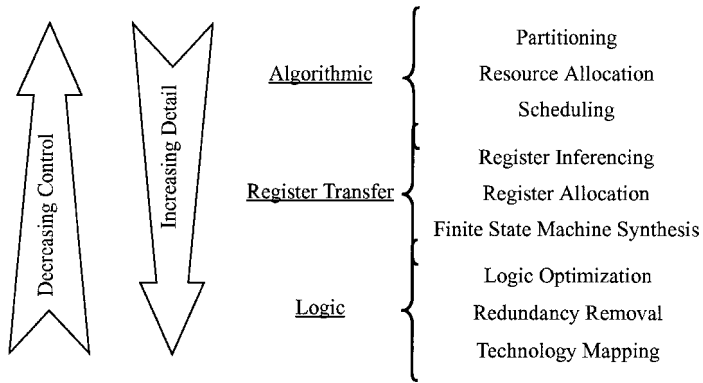 Decreasing Control
Increasing Detail
Algorithmic
Partitioning
Resource Allocation
Scheduling
Register Transfer
Register Inferencing
Register Allocation
Finite State Machine Synthesis
Logic
Logic Optimization
Redundancy Removal
Technology Mapping